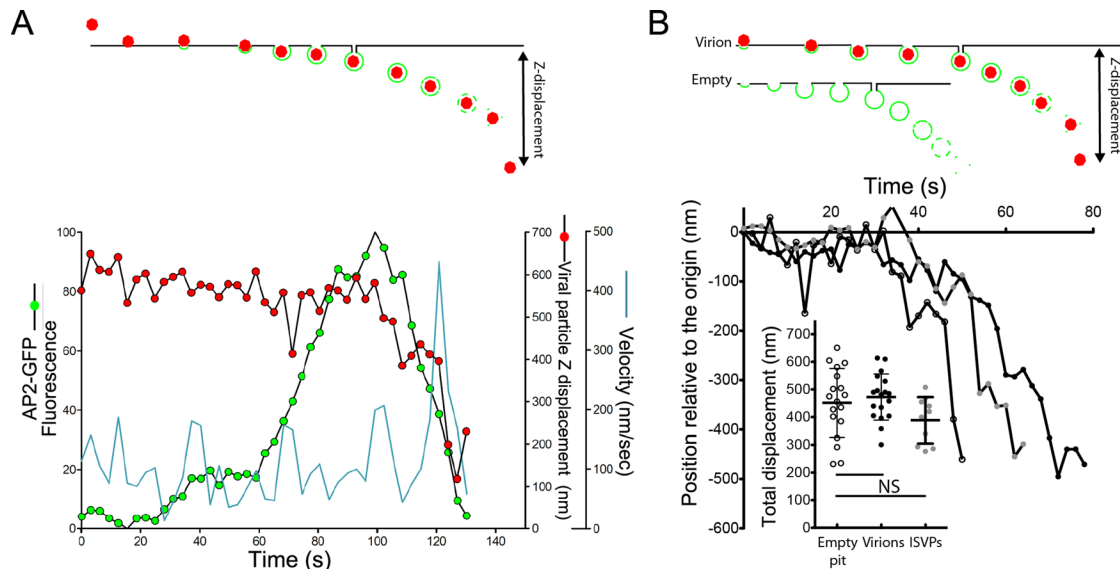 A
Z-displacement
100
80
60
40
20
0
AP2-GFP
Fluorescence
0
20
40
60
80
100
120
140
Time (s)
700
600
500
400
300
200
100
0
Viral particle Z displacement
(nm)
500
400
300
200
100
0
Velocity (nm/sec)
B
Virion
Empty
Z-displacement
Time (s)
20
40
60
80
Position relative to the origin (nm)
0
-100
-200
-300
-400
-500
-600
Total displacement (nm)
700
600
500
400
300
200
100
0
NS
Empty pit
Virions
ISVPs